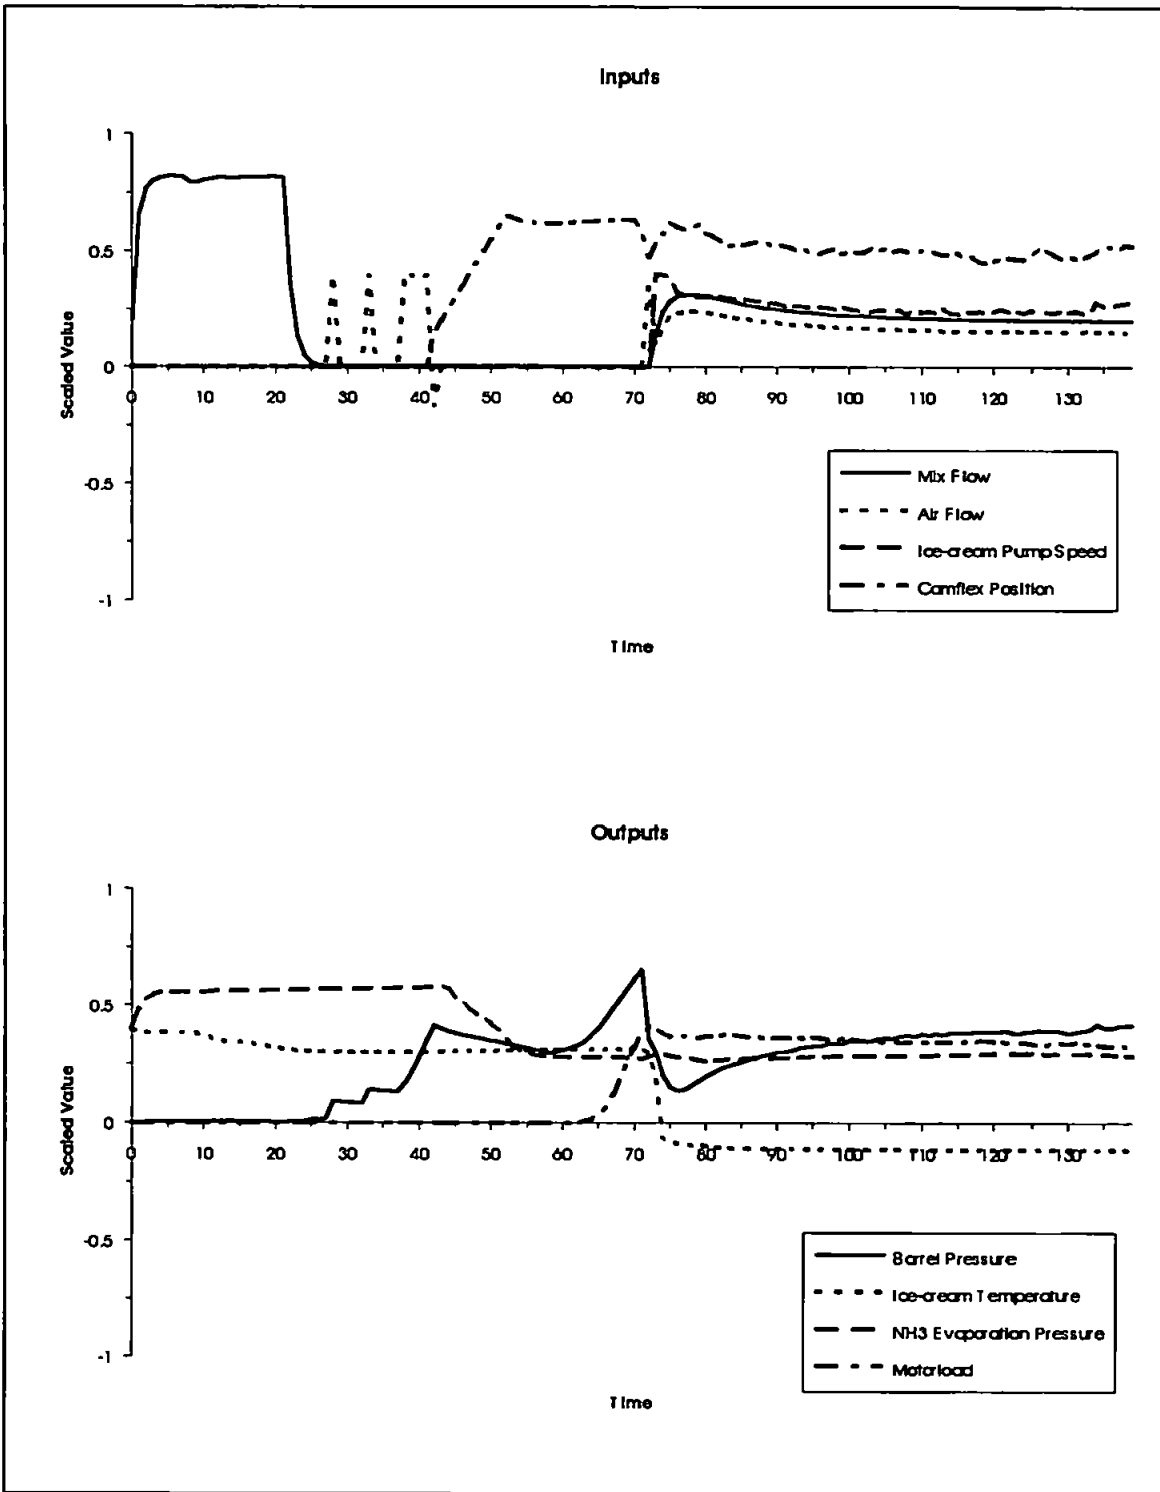 Inputs
1
0.5
0
-0.5
-1
Scaled Value
0 10 20 30 40 50 60 70 80 90 100 110 120 130
Mix Flow
Air Flow
Ice-cream Pump Speed
Camflex Position
Time
Outputs
1
0.5
0
-0.5
-1
Scaled Value
0 10 20 30 40 50 60 70 80 90 100 110 120 130
Barrel Pressure
Ice-cream Temperature
NH3 Evaporation Pressure
Motorload
Time